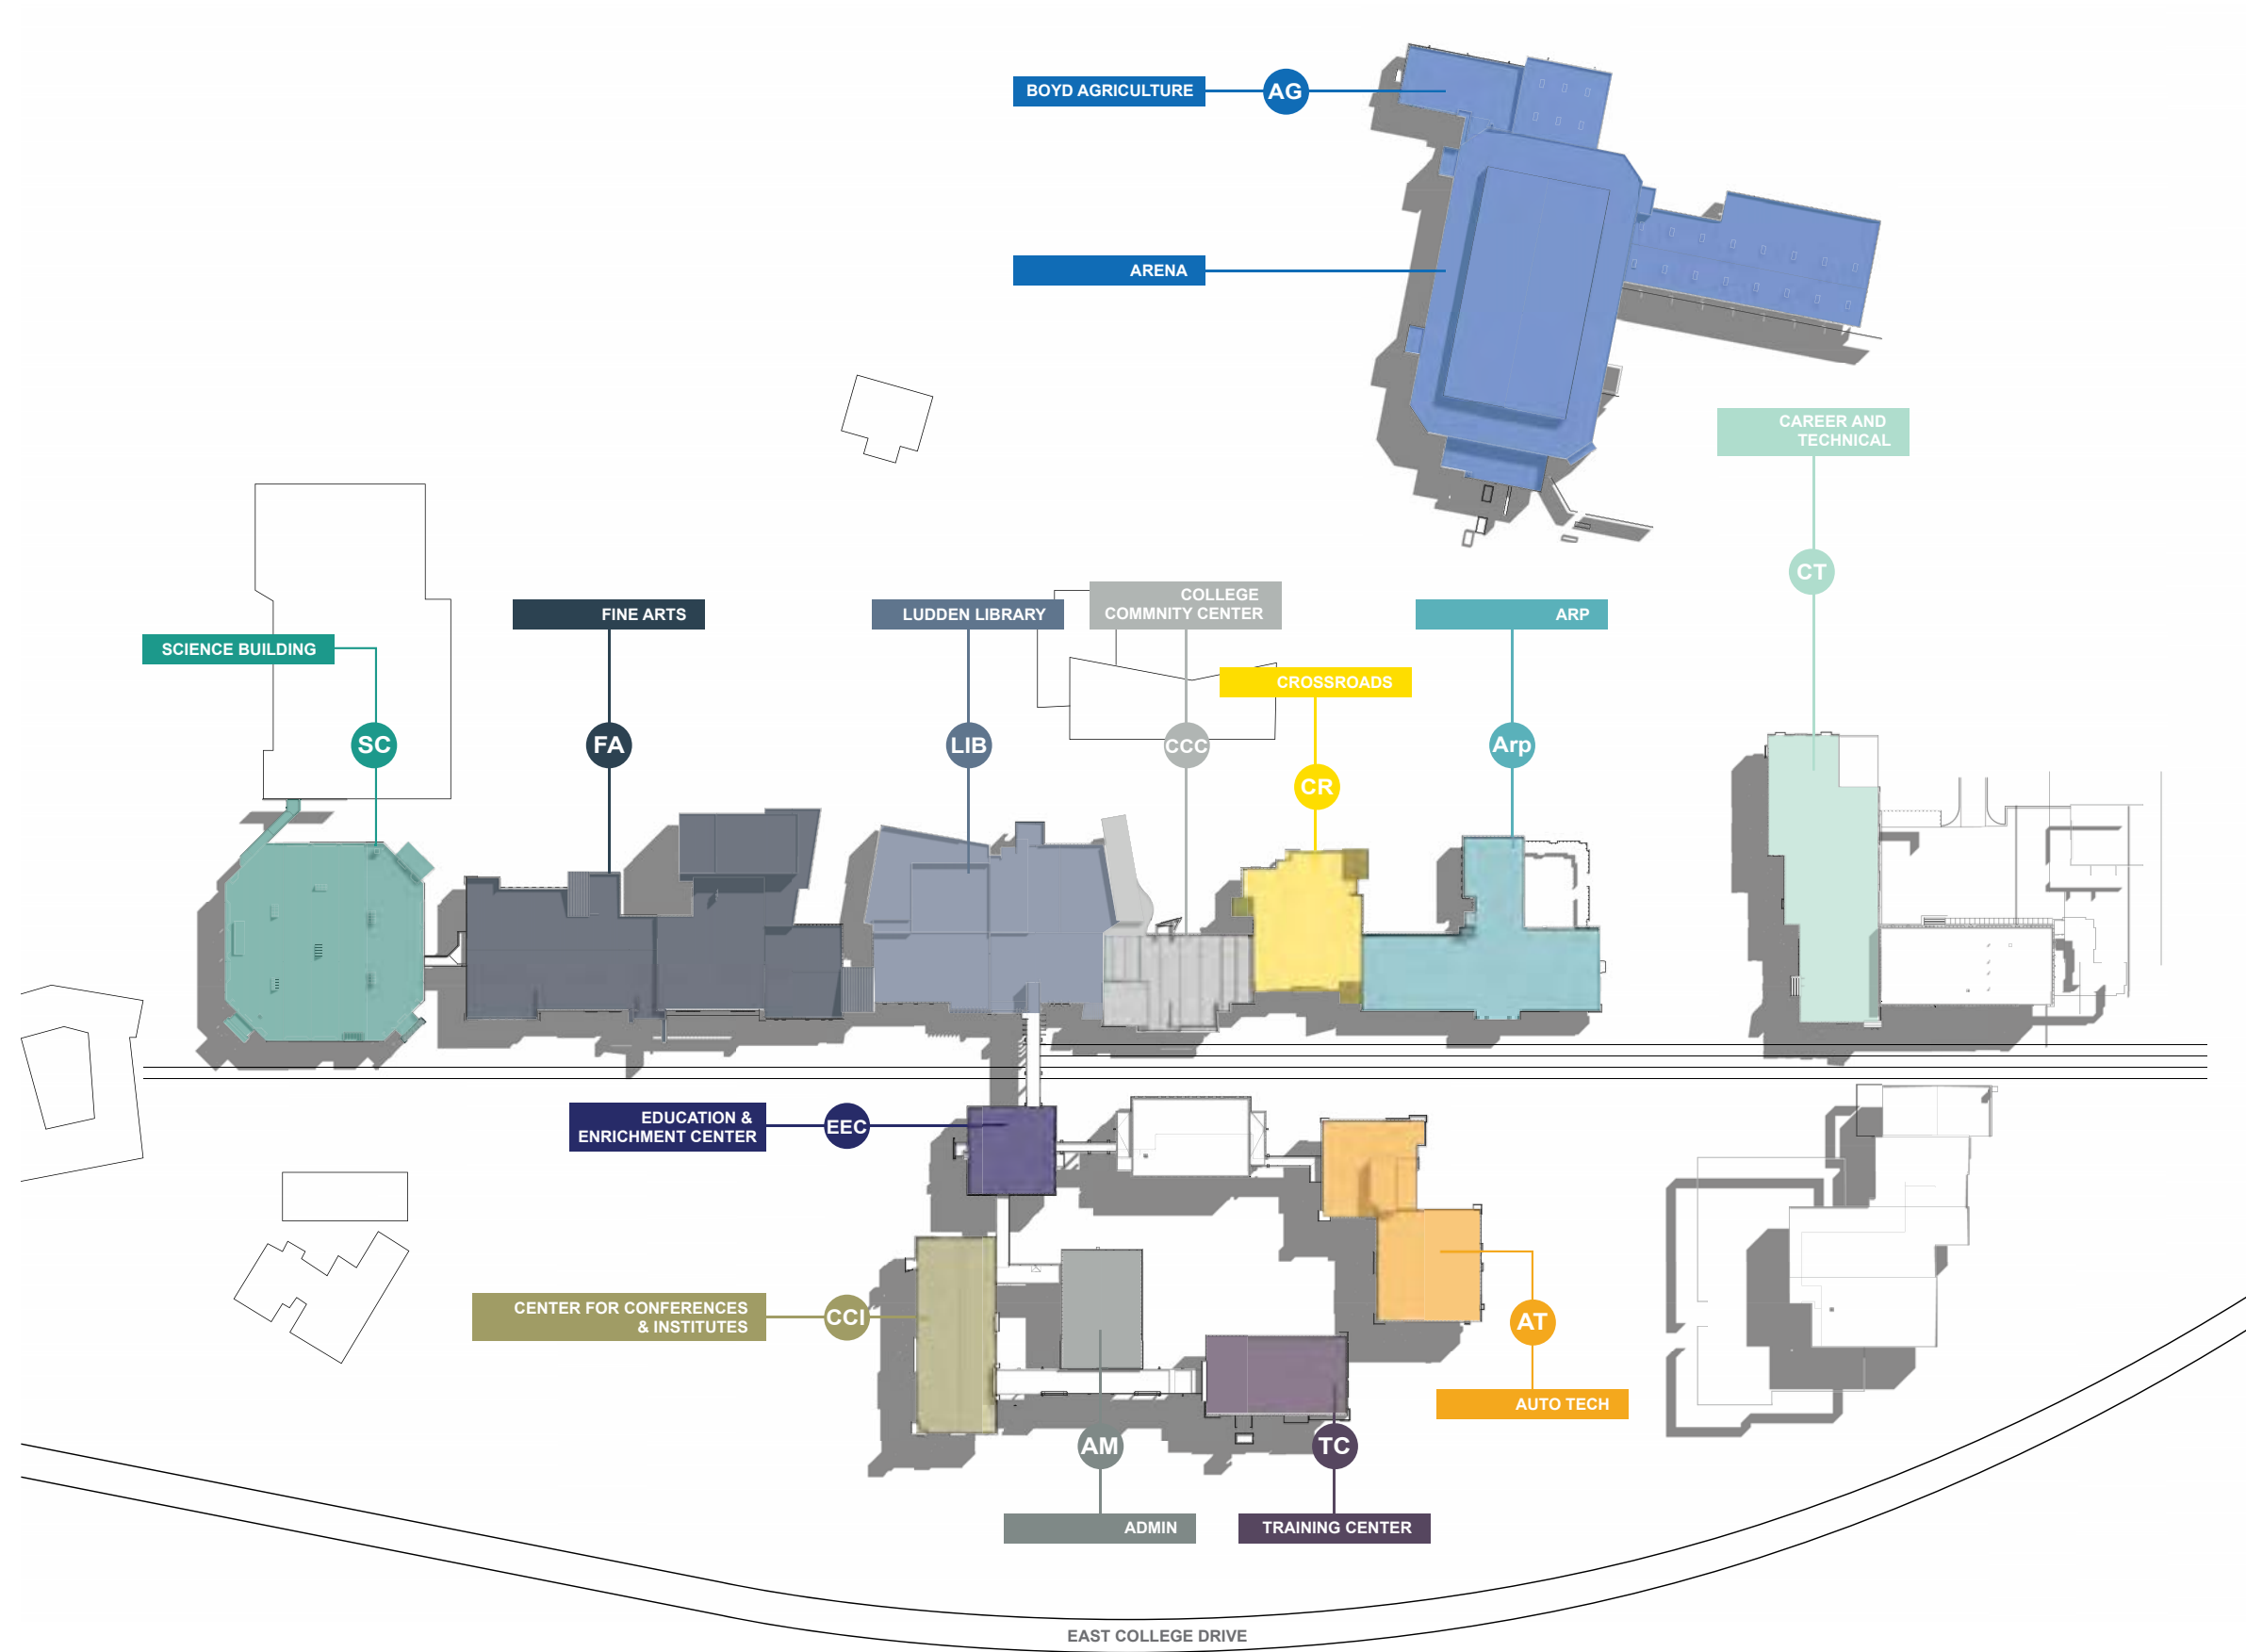 BOYD AGRICULTURE
AG
ARENA
CAREER AND
TECHNICAL
CT
COLLEGE
COMMNITY CENTER
FINE ARTS
LUDDEN LIBRARY
ARP
SCIENCE BUILDING
CROSSROADS
SC
FA
LIB
CCC
Arp
CR
EDUCATION &
ENRICHMENT CENTER
EEC
CENTER FOR CONFERENCES
& INSTITUTES
CCI
AT
AUTO TECH
AM
TC
ADMIN
TRAINING CENTER
EAST COLLEGE DRIVE